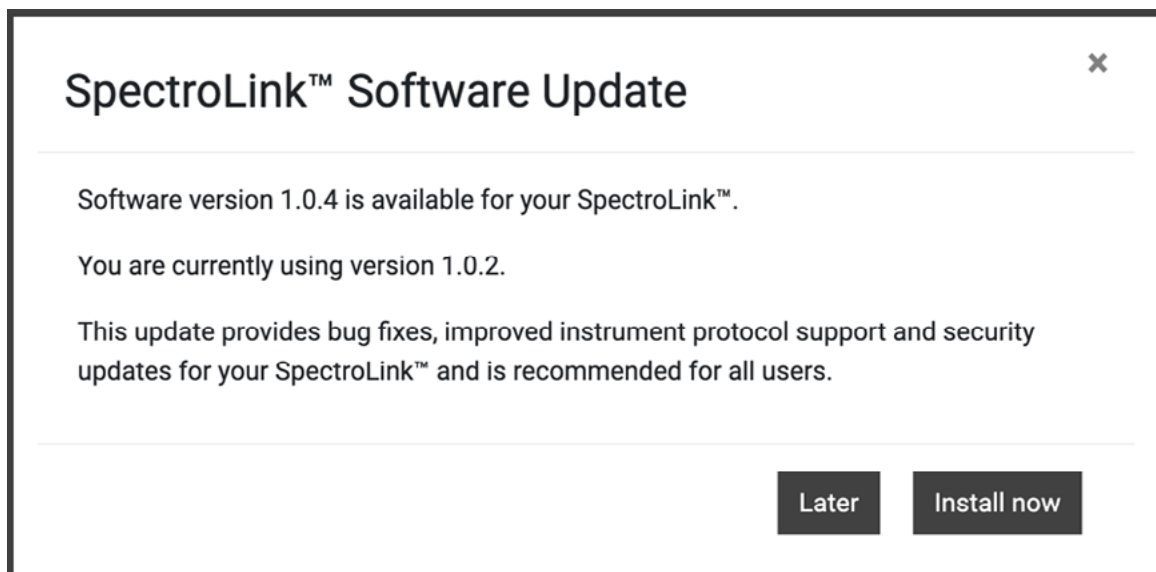 SpectroLink™ Software Update
×
Software version 1.0.4 is available for your SpectroLink™.
You are currently using version 1.0.2.
This update provides bug fixes, improved instrument protocol support and security
updates for your SpectroLink™ and is recommended for all users.
Later
Install now